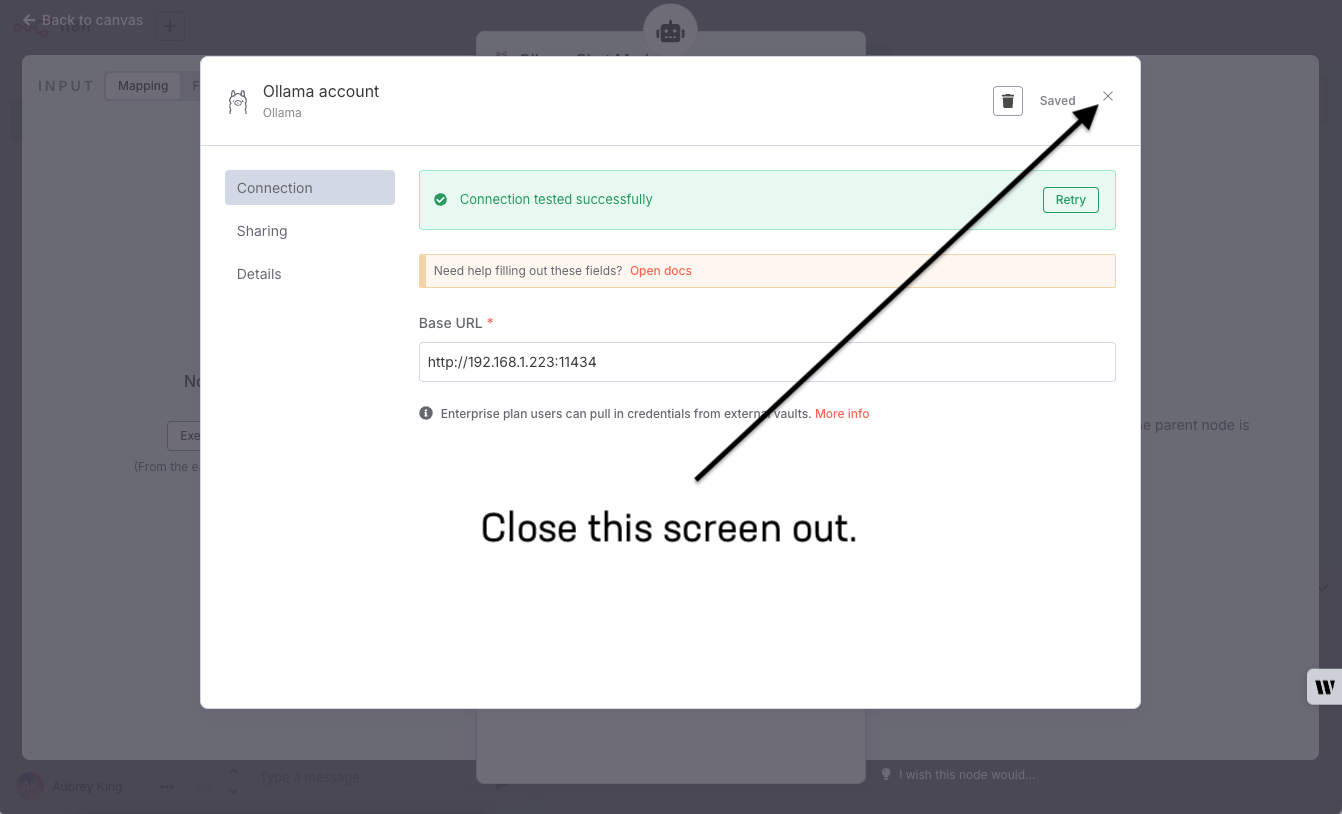 Back to canvas
n8n
INPUT
Mapping
Ollama account
Ollama
Saved
Connection
Sharing
Details
Connection tested successfully
Retry
Need help filling out these fields? Open docs
Base URL *
http://192.168.1.223:11434
Enterprise plan users can pull in credentials from external vaults. More info
(From the
e parent node is
Close this screen out.
Aubrey King
Type a message
I wish this node would...
W